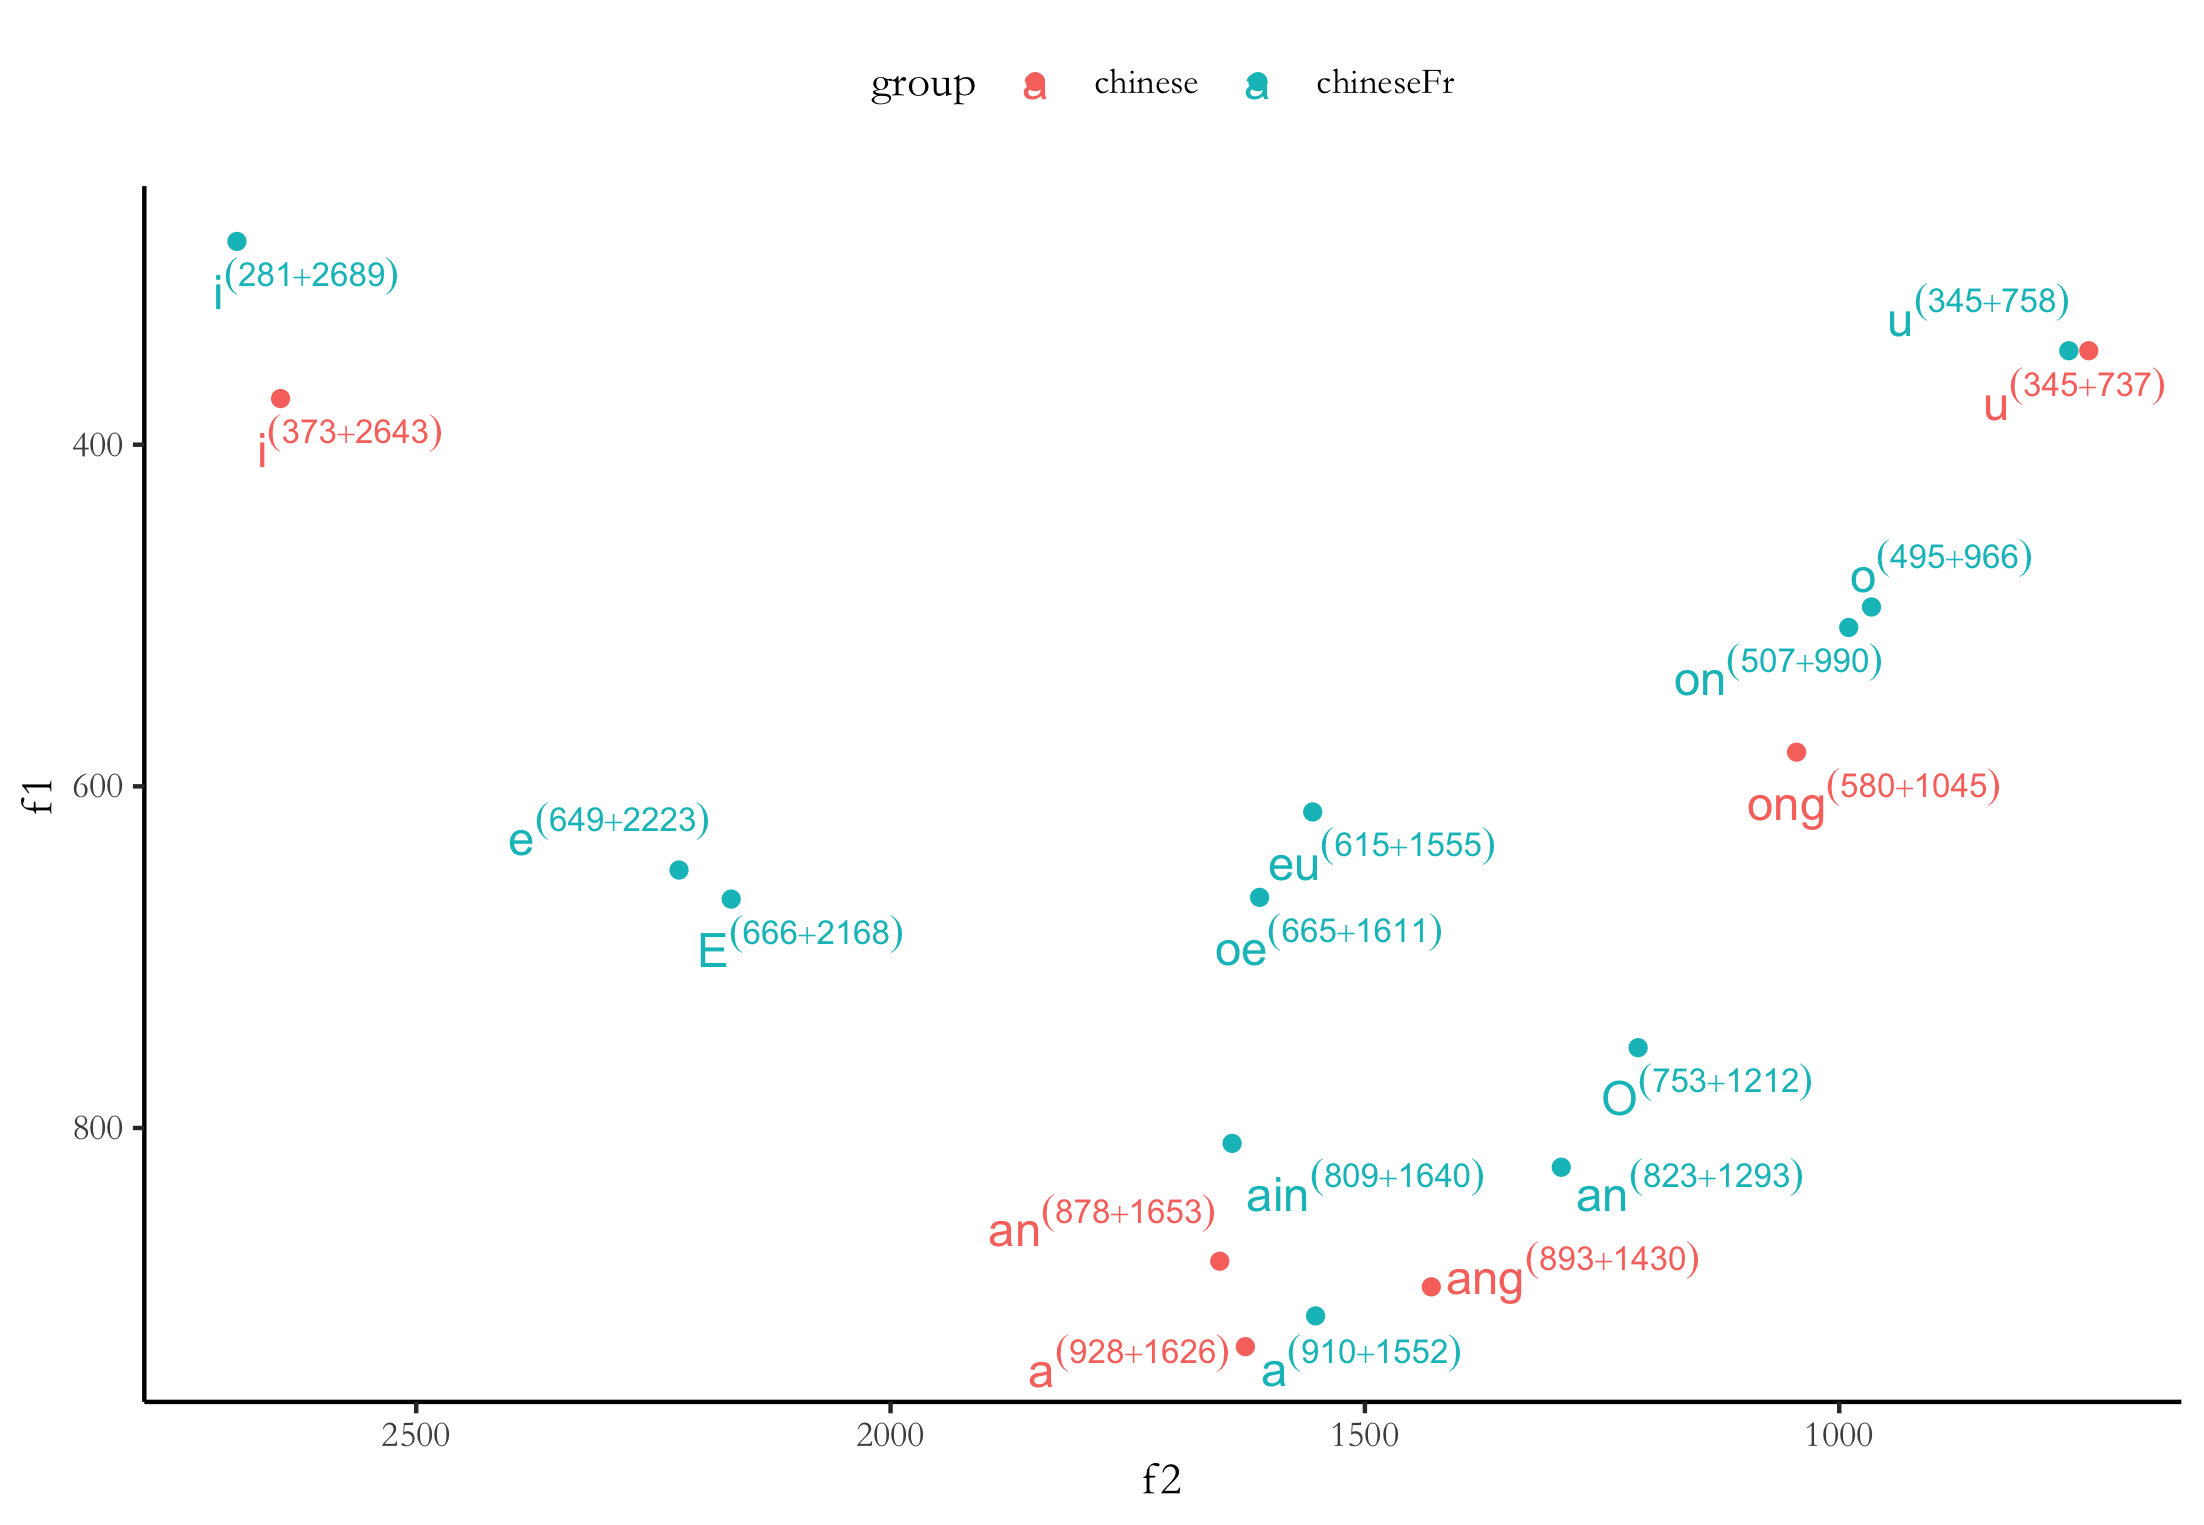 group a chinese a chineseFr
i(281+2689)
u(345+758)
u(345+737)
i(373+2643)
400
o(495+966)
on(507+990)
f1
600
ong(580+1045)
e(649+2223)
eu(615+1555)
E(666+2168)
oe(665+1611)
O(753+1212)
800
ain(809+1640)
an(823+1293)
an(878+1653)
ang(893+1430)
a(928+1626)
a(910+1552)
2500 2000 1500 1000
f2